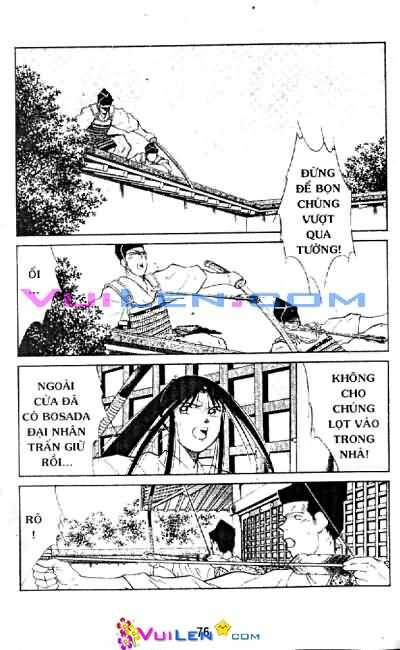 ĐỪNG
ĐỂ BỌN
CHÚNG
VƯỢT
QUA
TƯỜNG!
ỐI
...
VuiLen.com
KHÔNG
CHO
CHÚNG
LỌT VÀO
TRONG
NHÀ!
NGOÀI
CỬA ĐÃ
CÓ BOSADA
ĐẠI NHÂN
TRẤN GIỮ
RỒI...
RÕ
!
76
VuiLen.com